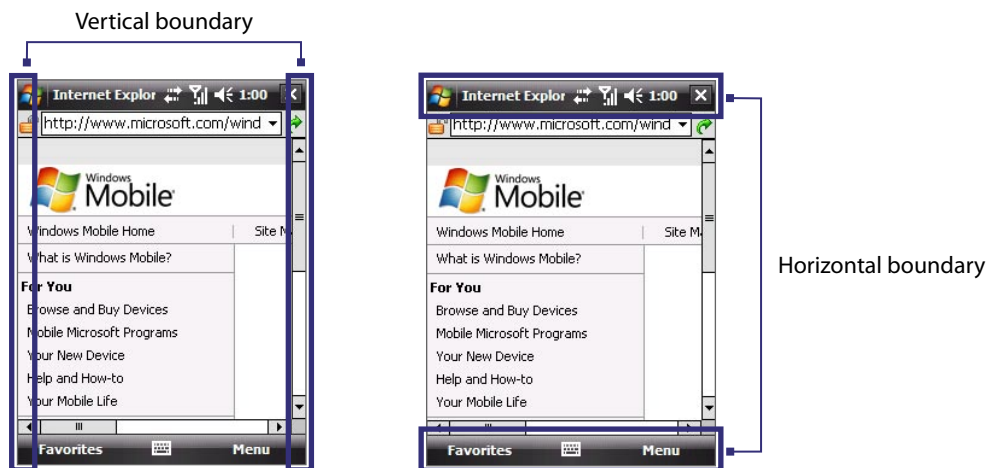 Vertical boundary
Internet Explor 1:00
http://www.microsoft.com/wind
Windows
Mobile
Windows Mobile Home | Site M
What is Windows Mobile?
For You
Browse and Buy Devices
Mobile Microsoft Programs
Your New Device
Help and How-to
Your Mobile Life
Favorites Menu
Internet Explor 1:00
http://www.microsoft.com/wind
Windows
Mobile
Windows Mobile Home | Site M
What is Windows Mobile?
For You
Browse and Buy Devices
Mobile Microsoft Programs
Your New Device
Help and How-to
Your Mobile Life
Favorites Menu
Horizontal boundary